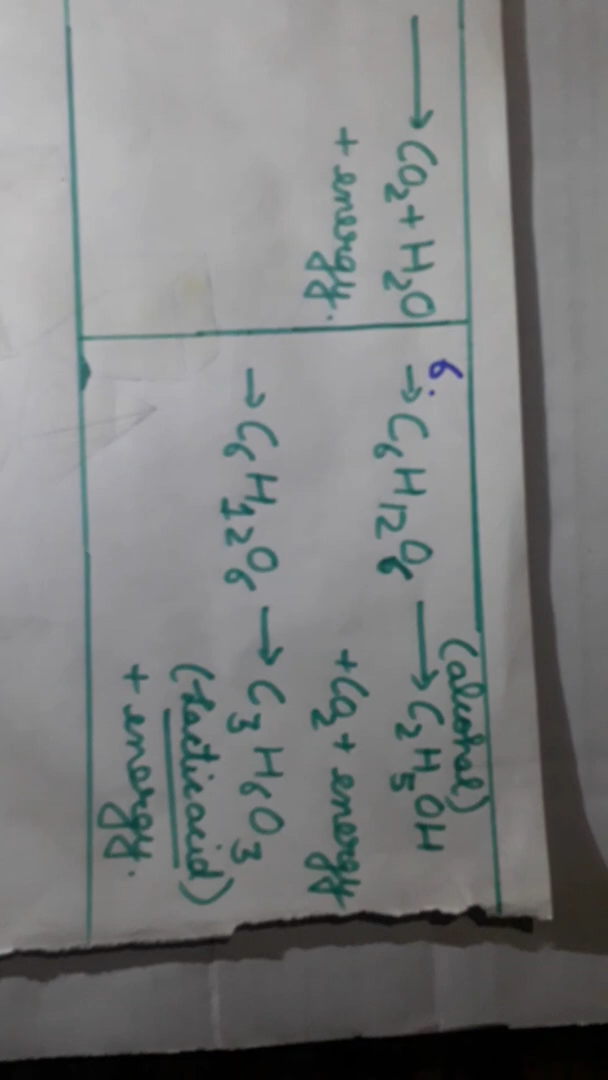 → CO2 + H2O
+ energy.
6. (alcohol)
→ C6H12O6 → C2H5OH
+ CO2 + energy
→ C6H12O6 → C3H6O3
(Lactic acid)
+ energy.